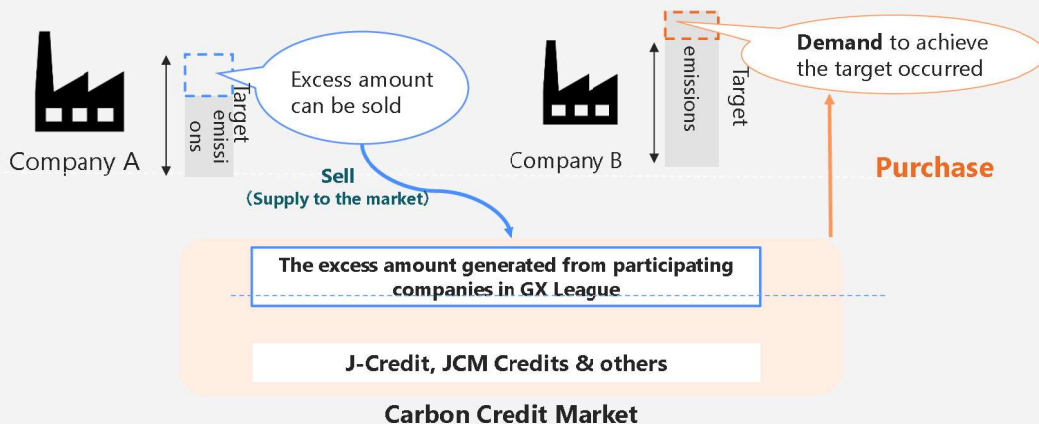 Company A
Target
emissi
ons
Excess amount
can be sold
Company B
emissions
Target
Demand to achieve
the target occurred
Sell
(Supply to the market)
Purchase
The excess amount generated from participating
companies in GX League
J-Credit, JCM Credits & others
Carbon Credit Market